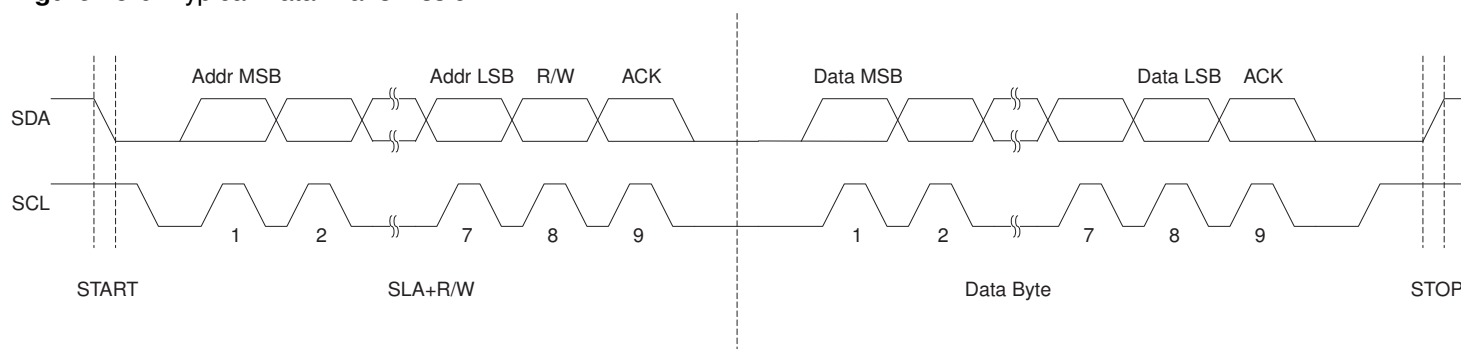 Addr MSB Addr LSB R/W ACK Data MSB Data LSB ACK
SDA
SCL
1 2 7 8 9 1 2 7 8 9
START SLA+R/W Data Byte STOP